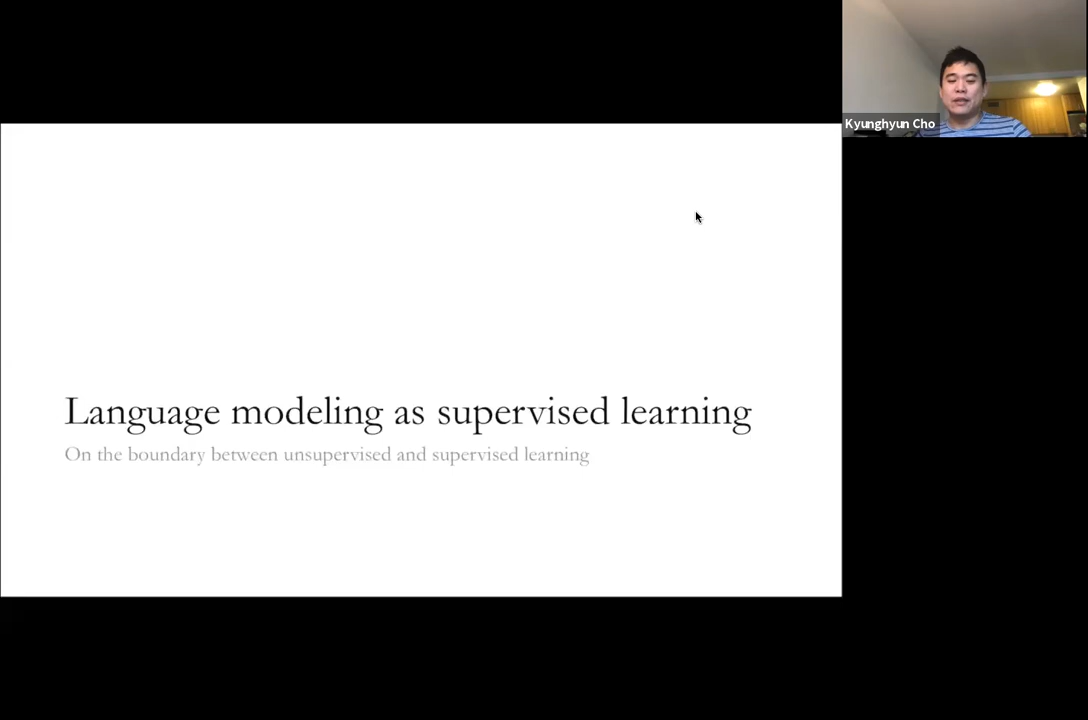 Kyunghyun Cho
Language modeling as supervised learning
On the boundary between unsupervised and supervised learning